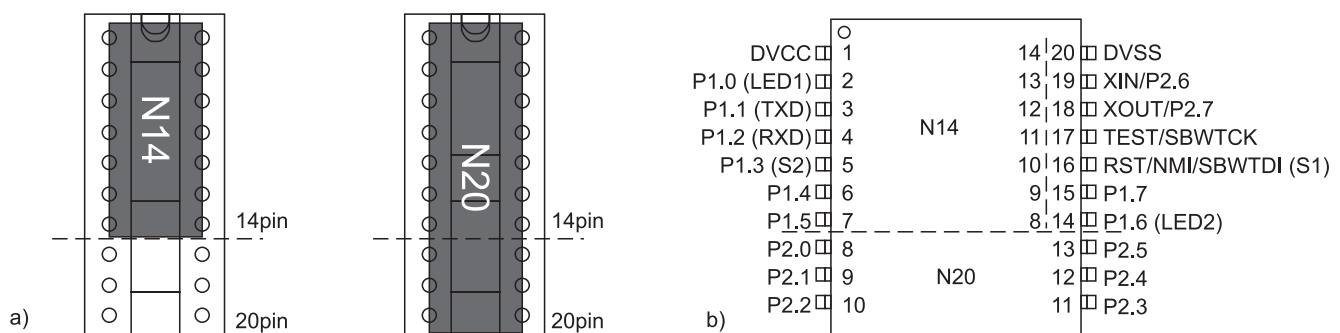 N14
14pin
20pin
a)
N20
14pin
20pin
b)
DVCC 1 14 20 DVSS
P1.0 (LED1) 2 13 19 XIN/P2.6
P1.1 (TXD) 3 12 18 XOUT/P2.7
P1.2 (RXD) 4 N14 11 17 TEST/SBWTCK
P1.3 (S2) 5 10 16 RST/NMI/SBWTDI (S1)
P1.4 6 9 15 P1.7
P1.5 7 8 14 P1.6 (LED2)
P2.0 8 13 P2.5
P2.1 9 N20 12 P2.4
P2.2 10 11 P2.3